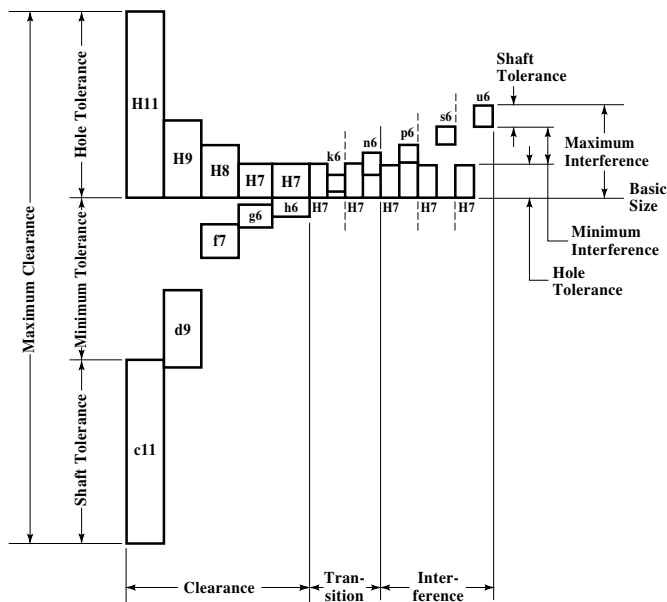 Maximum Clearance
Hole Tolerance
Minimum Tolerance
Shaft Tolerance
H11
H9
H8
H7
H7
H7
H7
H7
H7
H7
c11
d9
f7
g6
h6
k6
n6
p6
s6
u6
Shaft
Tolerance
Maximum
Interference
Basic
Size
Minimum
Interference
Hole
Tolerance
Clearance
Tran-
sition
Inter-
ference